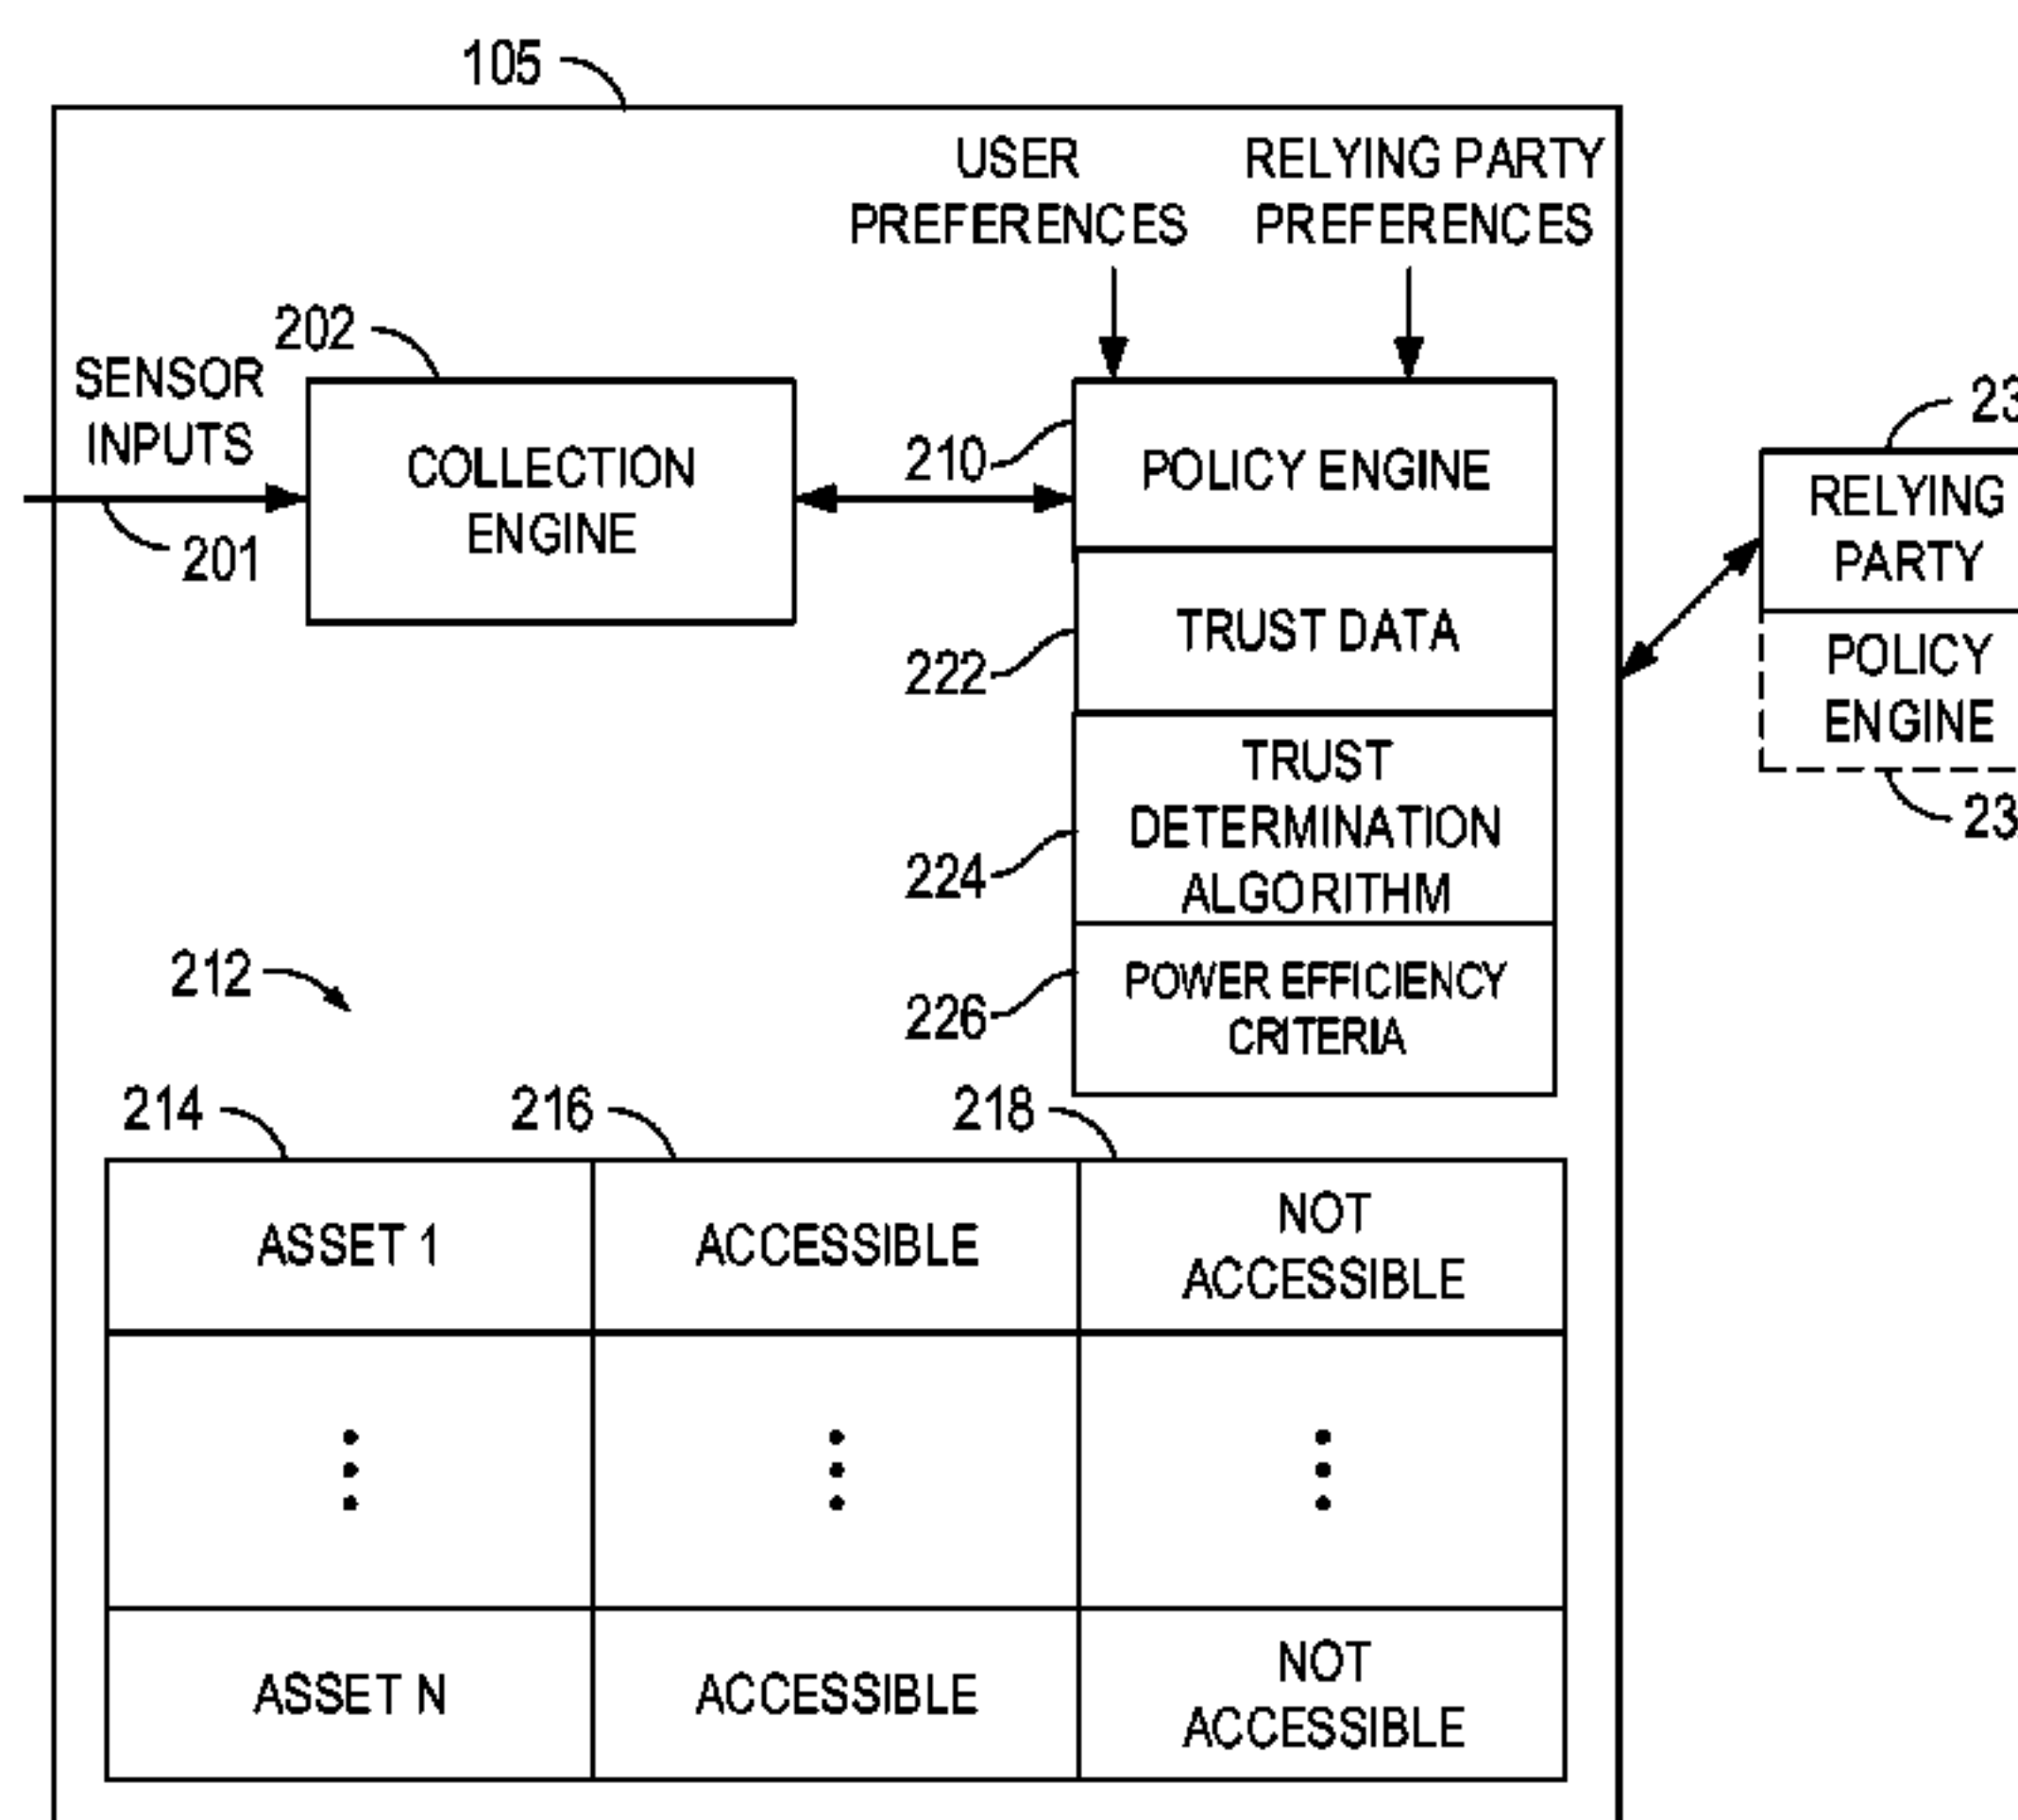 105
USER
PREFERENCES
RELYING PARTY
PREFERENCES
202
SENSOR
INPUTS
201
COLLECTION
ENGINE
210
POLICY ENGINE
222
TRUST DATA
224
TRUST
DETERMINATION
ALGORITHM
226
POWER EFFICIENCY
CRITERIA
RELYING
PARTY
POLICY
ENGINE
212
214
216
218
ASSET 1
ACCESSIBLE
NOT
ACCESSIBLE
ASSET N
ACCESSIBLE
NOT
ACCESSIBLE